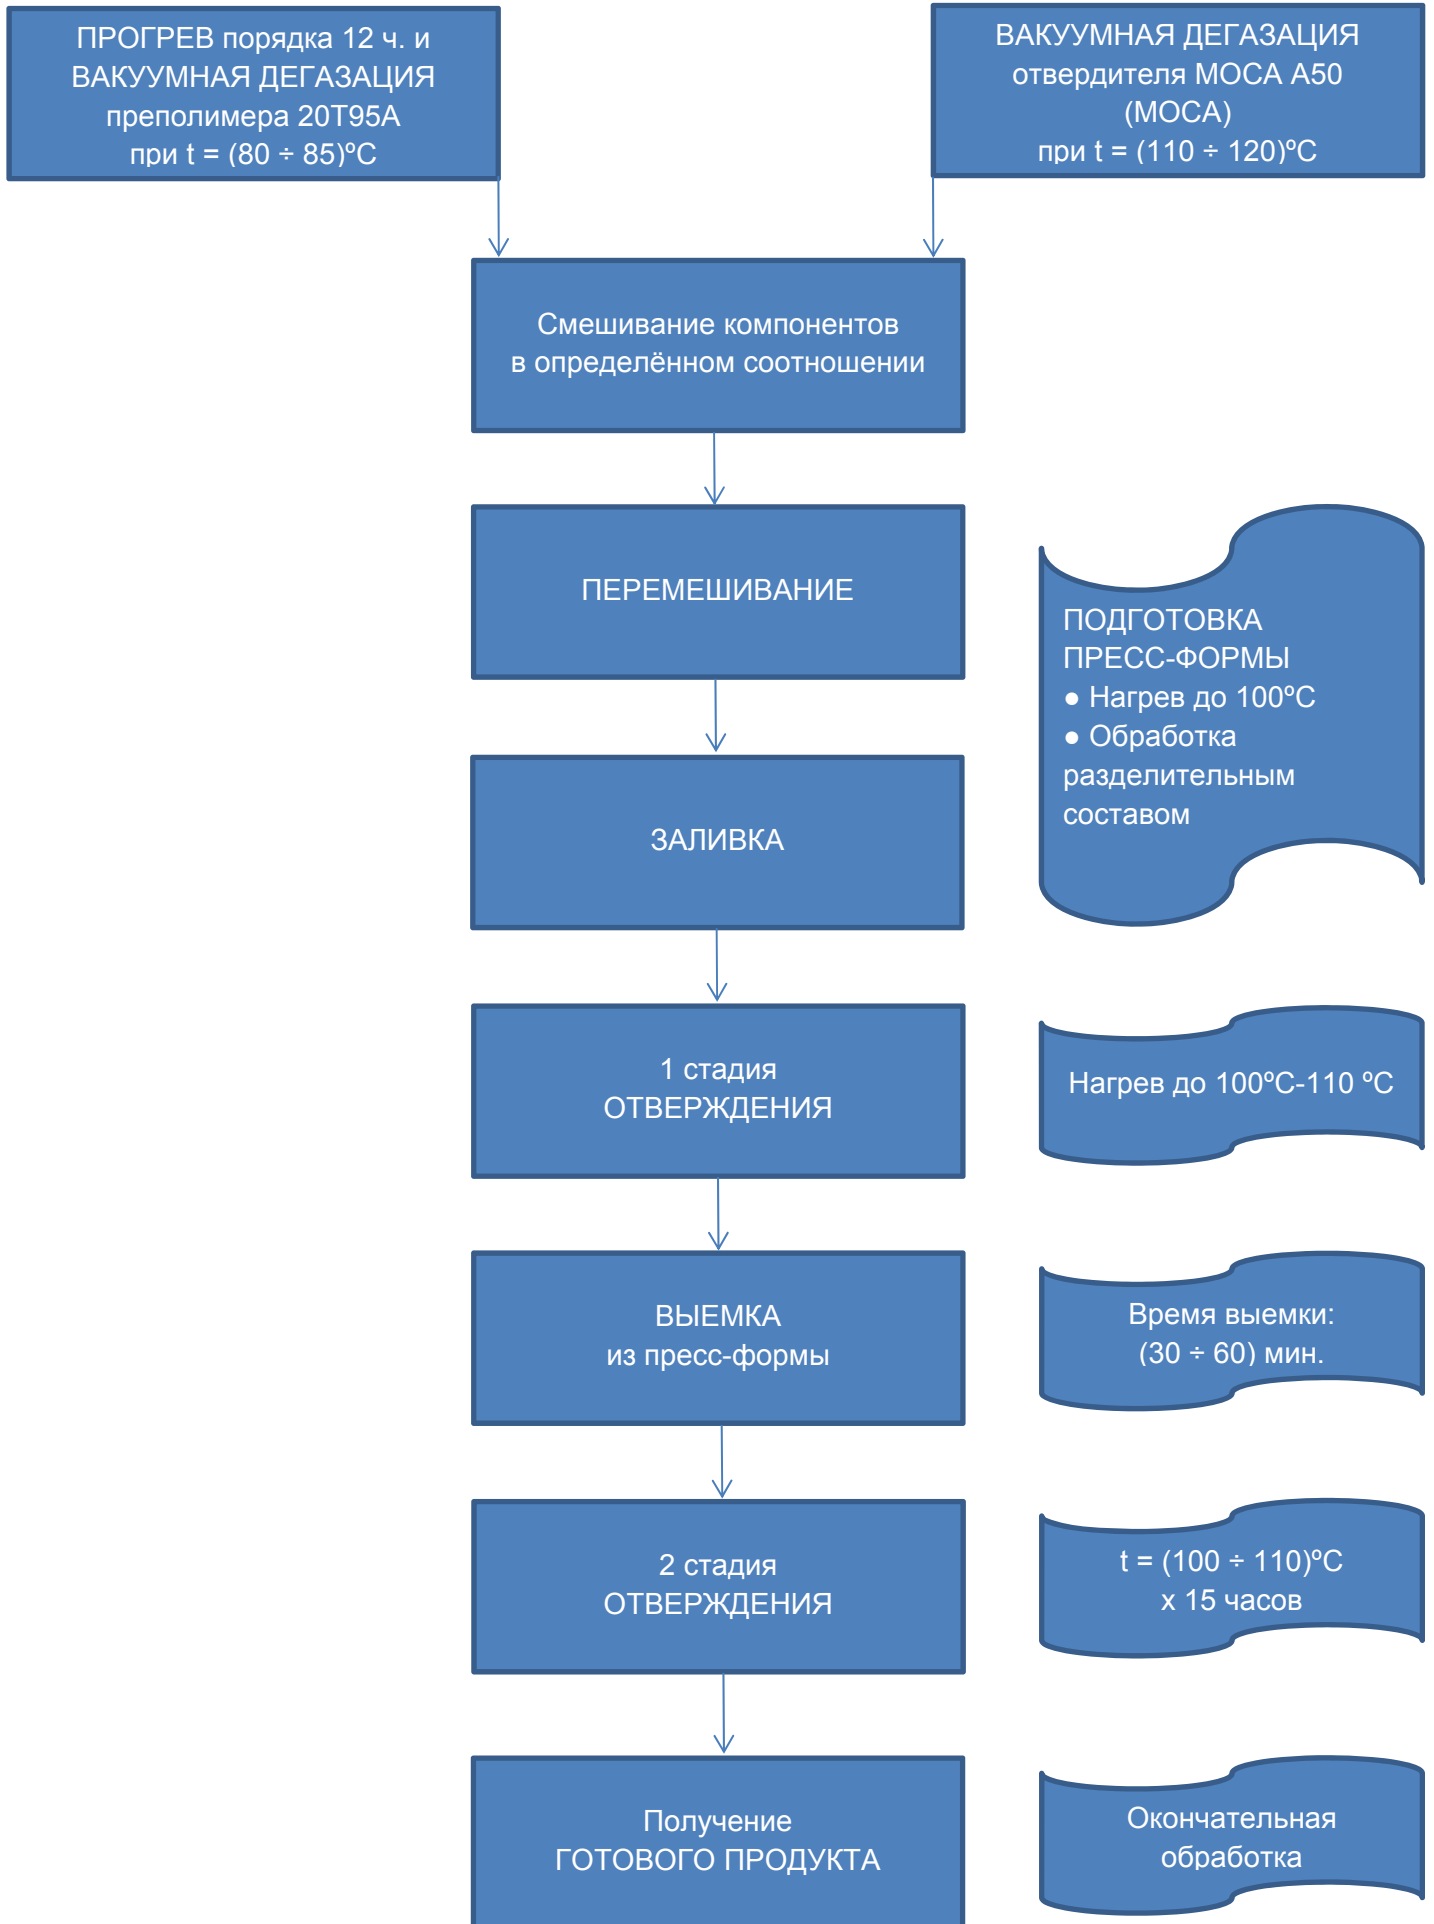 ПРОГРЕВ порядка 12 ч. и
ВАКУУМНАЯ ДЕГАЗАЦИЯ
преполимера 20Т95А
при t = (80 ÷ 85)ºС
ВАКУУМНАЯ ДЕГАЗАЦИЯ
отвердителя МОСА А50
(МОСА)
при t = (110 ÷ 120)ºС
Смешивание компонентов
в определённом соотношении
ПЕРЕМЕШИВАНИЕ
ПОДГОТОВКА
ПРЕСС-ФОРМЫ
● Нагрев до 100ºС
● Обработка
разделительным
составом
ЗАЛИВКА
1 стадия
ОТВЕРЖДЕНИЯ
Нагрев до 100ºС-110 ºС
ВЫЕМКА
из пресс-формы
Время выемки:
(30 ÷ 60) мин.
2 стадия
ОТВЕРЖДЕНИЯ
t = (100 ÷ 110)ºС
х 15 часов
Получение
ГОТОВОГО ПРОДУКТА
Окончательная
обработка